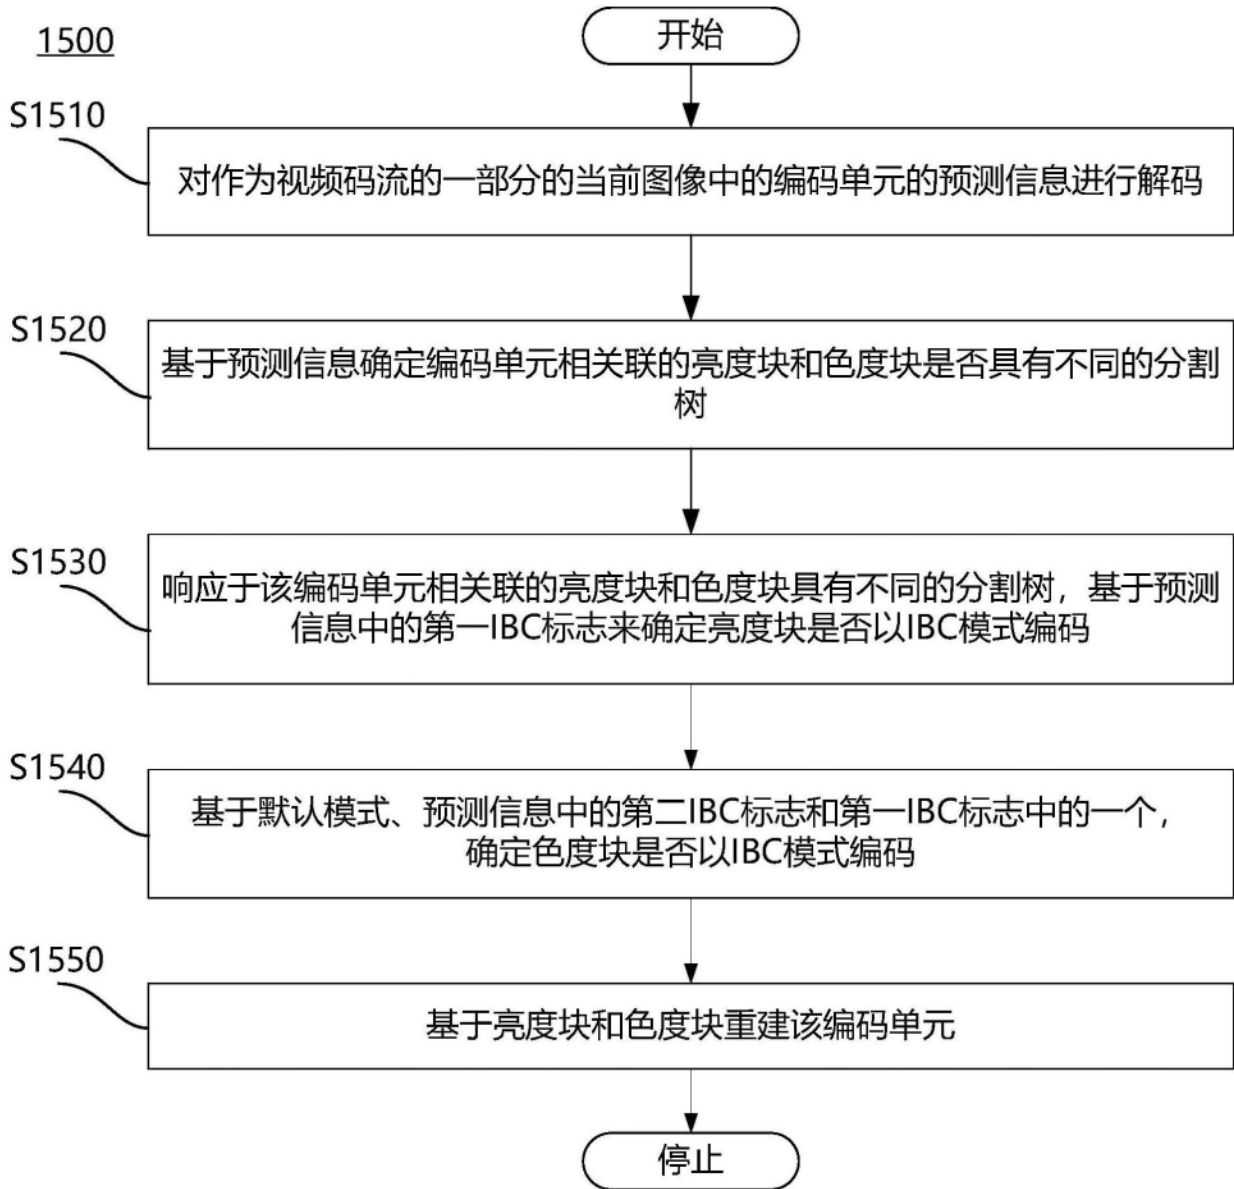 1500
开始
S1510
对作为视频码流的一部分的当前图像中的编码单元的预测信息进行解码
S1520
基于预测信息确定编码单元相关联的亮度块和色度块是否具有不同的分割
树
S1530
响应于该编码单元相关联的亮度块和色度块具有不同的分割树，基于预测
信息中的第一IBC标志来确定亮度块是否以IBC模式编码
S1540
基于默认模式、预测信息中的第二IBC标志和第一IBC标志中的一个，
确定色度块是否以IBC模式编码
S1550
基于亮度块和色度块重建该编码单元
停止